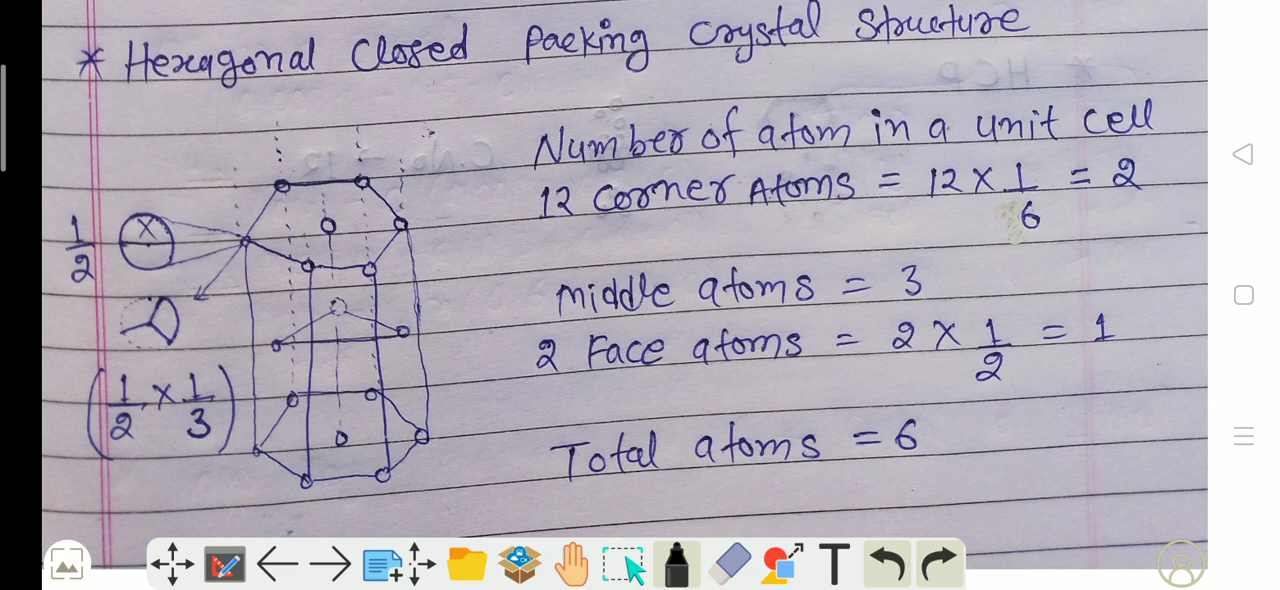 * Hexagonal Closed Packing Crystal Structure
Number of atom in a unit cell
12 Corner Atoms = 12 × 1/6 = 2
1/2
x
middle atoms = 3
2 Face atoms = 2 × 1/2 = 1
(1/2 × 1/3)
Total atoms = 6
T